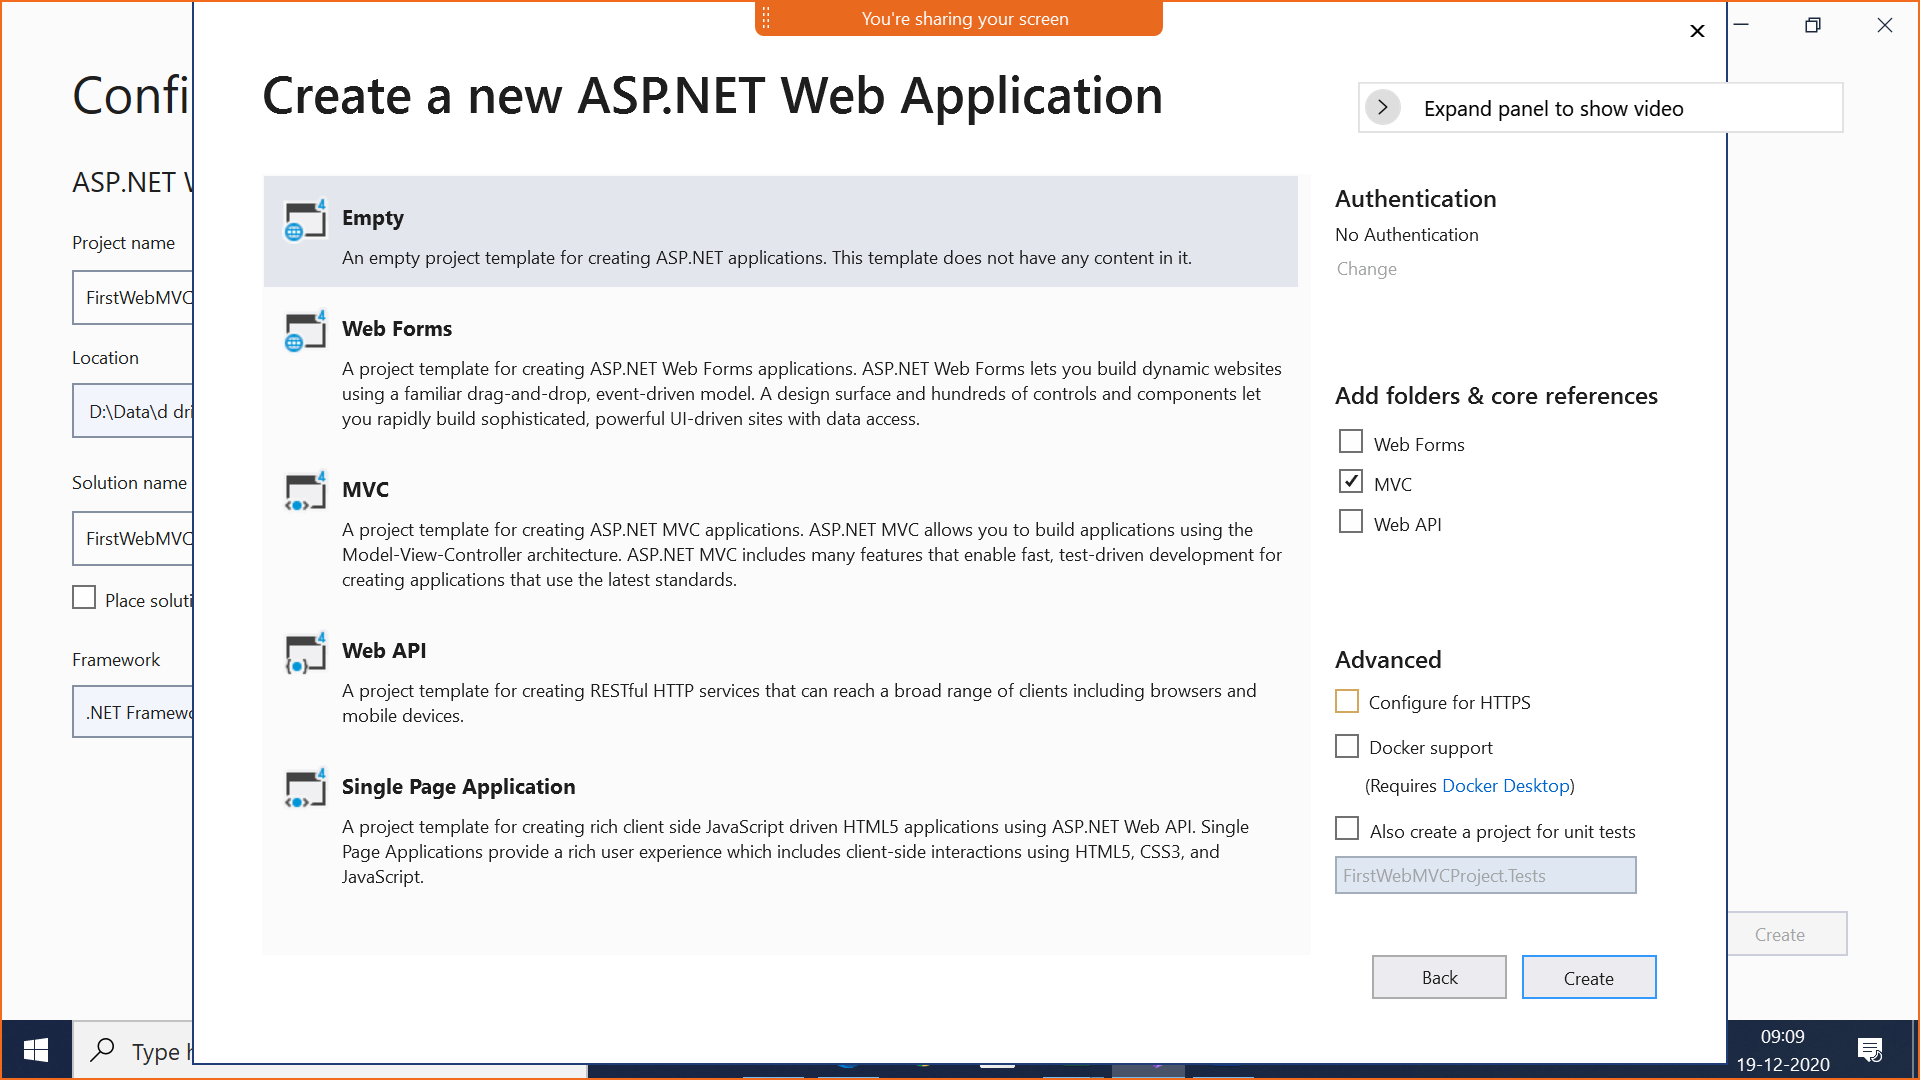 You're sharing your screen
Confi
Create a new ASP.NET Web Application
Expand panel to show video
ASP.NET W
Project name
FirstWebMVC
Location
D:\Data\d dri
Solution name
FirstWebMVC
Place soluti
Framework
.NET Framewo
Empty
An empty project template for creating ASP.NET applications. This template does not have any content in it.
Web Forms
A project template for creating ASP.NET Web Forms applications. ASP.NET Web Forms lets you build dynamic websites
using a familiar drag-and-drop, event-driven model. A design surface and hundreds of controls and components let
you rapidly build sophisticated, powerful UI-driven sites with data access.
MVC
A project template for creating ASP.NET MVC applications. ASP.NET MVC allows you to build applications using the
Model-View-Controller architecture. ASP.NET MVC includes many features that enable fast, test-driven development for
creating applications that use the latest standards.
Web API
A project template for creating RESTful HTTP services that can reach a broad range of clients including browsers and
mobile devices.
Single Page Application
A project template for creating rich client side JavaScript driven HTML5 applications using ASP.NET Web API. Single
Page Applications provide a rich user experience which includes client-side interactions using HTML5, CSS3, and
JavaScript.
Authentication
No Authentication
Change
Add folders & core references
Web Forms
MVC
Web API
Advanced
Configure for HTTPS
Docker support
(Requires Docker Desktop)
Also create a project for unit tests
FirstWebMVCProject.Tests
Back
Create
Create
Type h
09:09
19-12-2020